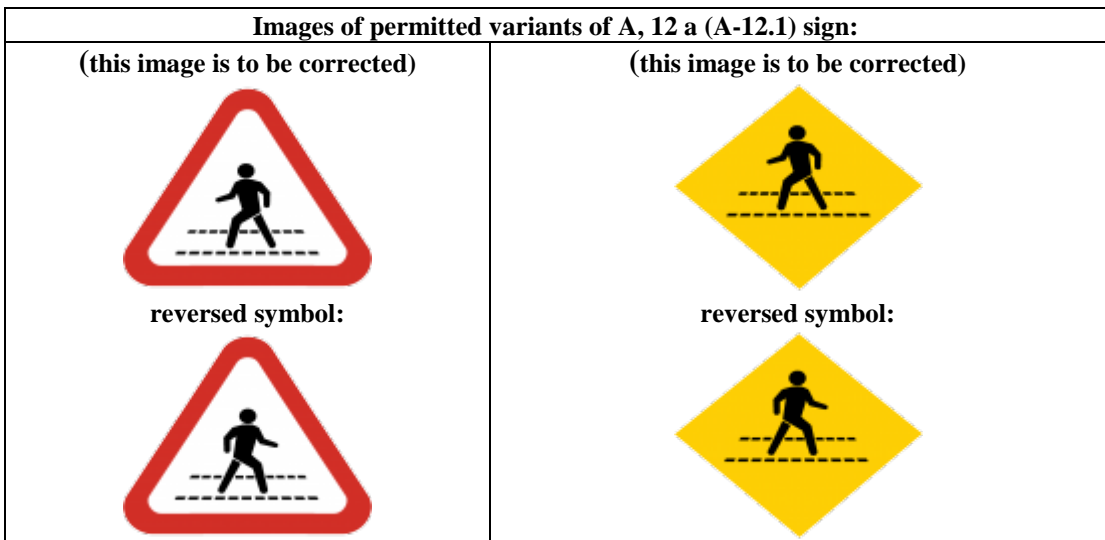 Images of permitted variants of A, 12 a (A-12.1) sign:
(this image is to be corrected)
(this image is to be corrected)
reversed symbol:
reversed symbol: